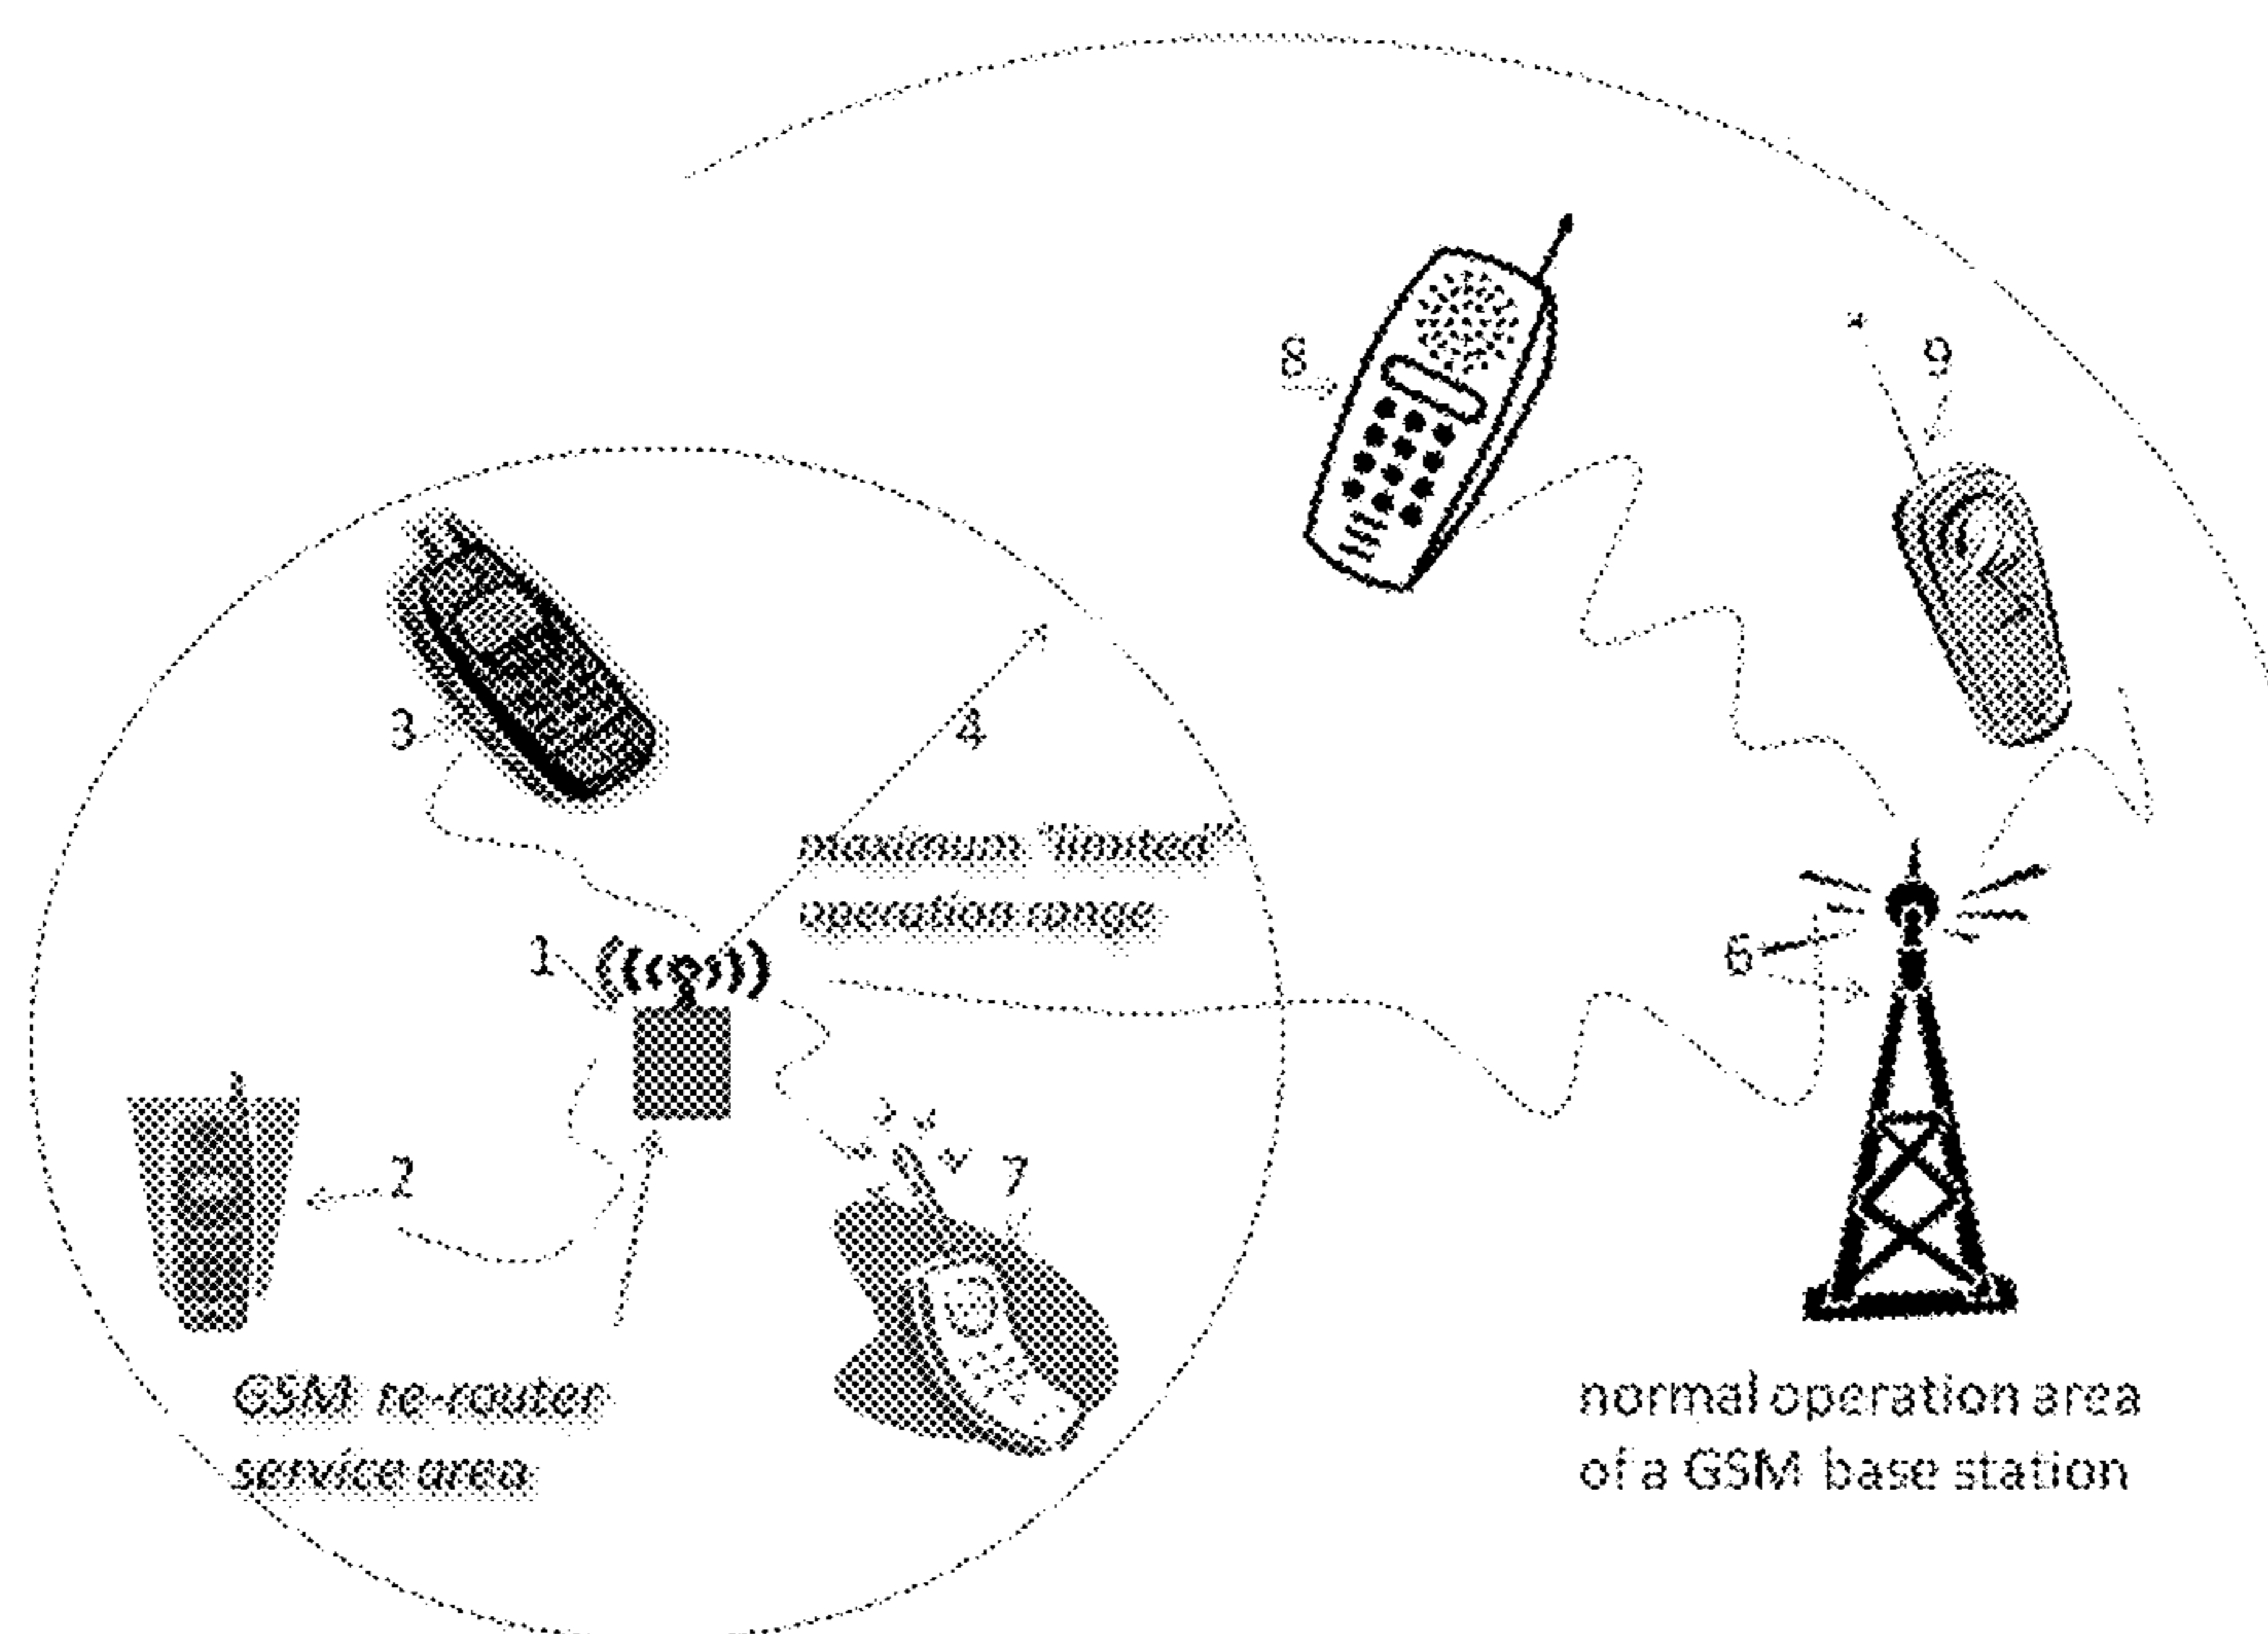 8
9
3
4
maximum "limited"
operation range
1
6
2
7
GSM re-router
service area
normal operation area
of a GSM base station